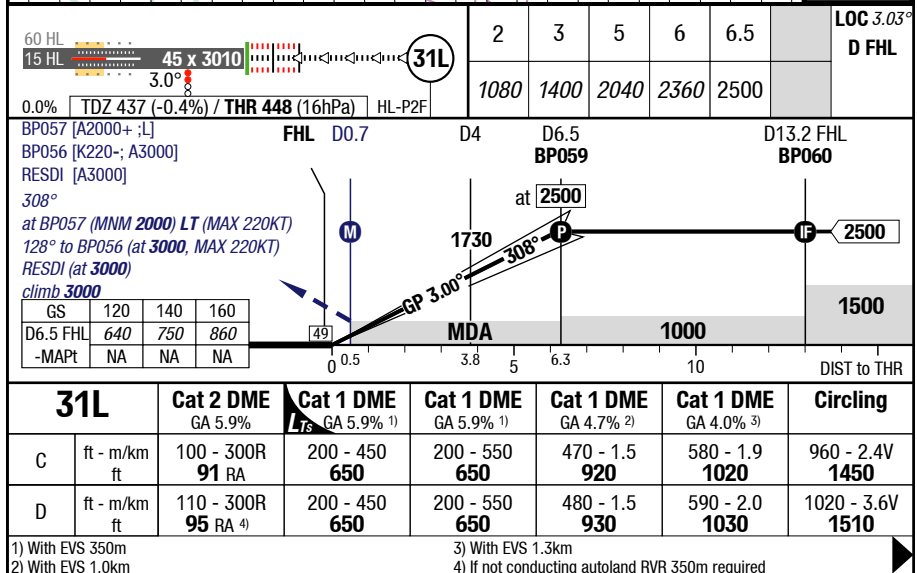 60 HL
15 HL
45 x 3010
31L
3.0°
0.0%
TDZ 437 (-0.4%) / THR 448 (16hPa)
HL-P2F
2 3 5 6 6.5
LOC 3.03°
D FHL
1080 1400 2040 2360 2500
BP057 [A2000+ ;L]
BP056 [K220-; A3000]
RESDI [A3000]
308°
at BP057 (MNM 2000) LT (MAX 220KT)
128° to BP056 (at 3000, MAX 220KT)
RESDI (at 3000)
climb 3000
FHL D0.7 D4 D6.5 D13.2 FHL
BP059 BP060
at 2500
M
1730
308°
P
IF
2500
GP 3.00°
1500
GS 120 140 160
D6.5 FHL 640 750 860
-MAPt NA NA NA
49
MDA
1000
0 0.5 3.8 5 6.3 10 DIST to THR
31L
Cat 2 DME
GA 5.9%
LTS
Cat 1 DME
GA 5.9% 1)
Cat 1 DME
GA 5.9% 1)
Cat 1 DME
GA 4.7% 2)
Cat 1 DME
GA 4.0% 3)
Circling
C ft - m/km 100 - 300R 200 - 450 200 - 550 470 - 1.5 580 - 1.9 960 - 2.4V
ft 91 RA 650 650 920 1020 1450
D ft - m/km 110 - 300R 200 - 450 200 - 550 480 - 1.5 590 - 2.0 1020 - 3.6V
ft 95 RA 4) 650 650 930 1030 1510
1) With EVS 350m
2) With EVS 1.0km
3) With EVS 1.3km
4) If not conducting autoland RVR 350m required